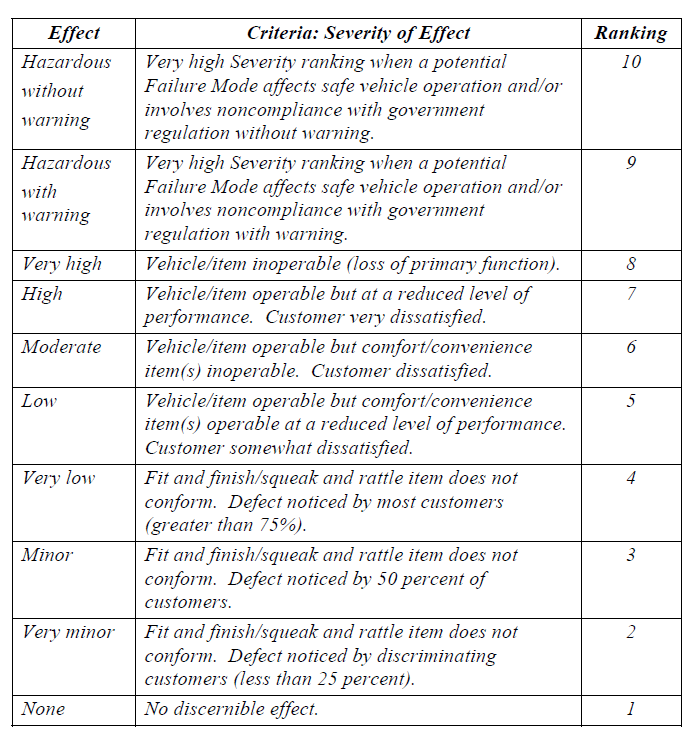 Effect Criteria: Severity of Effect Ranking
Hazardous without warning Very high Severity ranking when a potential 10
Failure Mode affects safe vehicle operation and/or
involves noncompliance with government
regulation without warning.
Hazardous with warning Very high Severity ranking when a potential 9
Failure Mode affects safe vehicle operation and/or
involves noncompliance with government
regulation with warning.
Very high Vehicle/item inoperable (loss of primary function). 8
High Vehicle/item operable but at a reduced level of 7
performance. Customer very dissatisfied.
Moderate Vehicle/item operable but comfort/convenience 6
item(s) inoperable. Customer dissatisfied.
Low Vehicle/item operable but comfort/convenience 5
item(s) operable at a reduced level of performance.
Customer somewhat dissatisfied.
Very low Fit and finish/squeak and rattle item does not 4
conform. Defect noticed by most customers
(greater than 75%).
Minor Fit and finish/squeak and rattle item does not 3
conform. Defect noticed by 50 percent of
customers.
Very minor Fit and finish/squeak and rattle item does not 2
conform. Defect noticed by discriminating
customers (less than 25 percent).
None No discernible effect. 1